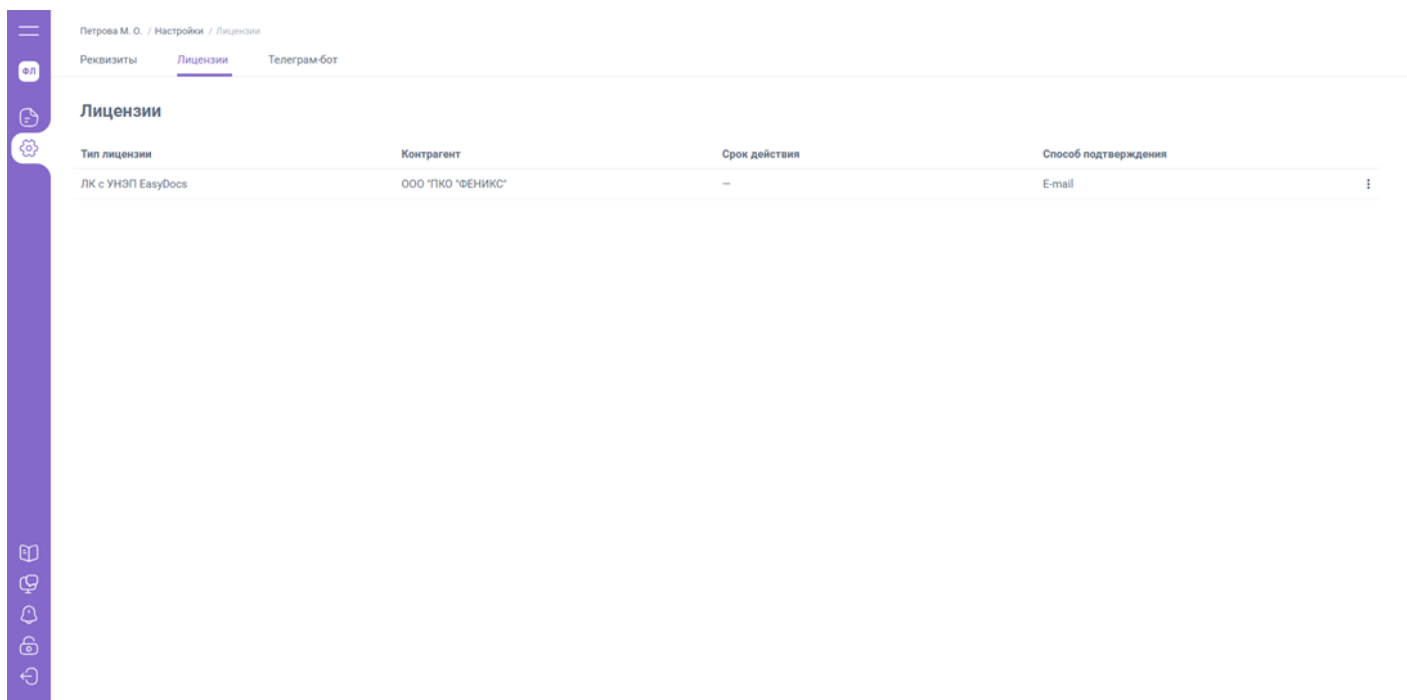 Петрова М. О. / Настройки / Лицензии
Реквизиты Лицензии Телеграм-бот
ФЛ
Лицензии
Тип лицензии Контрагент Срок действия Способ подтверждения
ЛК с УНЭП EasyDocs ООО "ПКО "ФЕНИКС" — E-mail